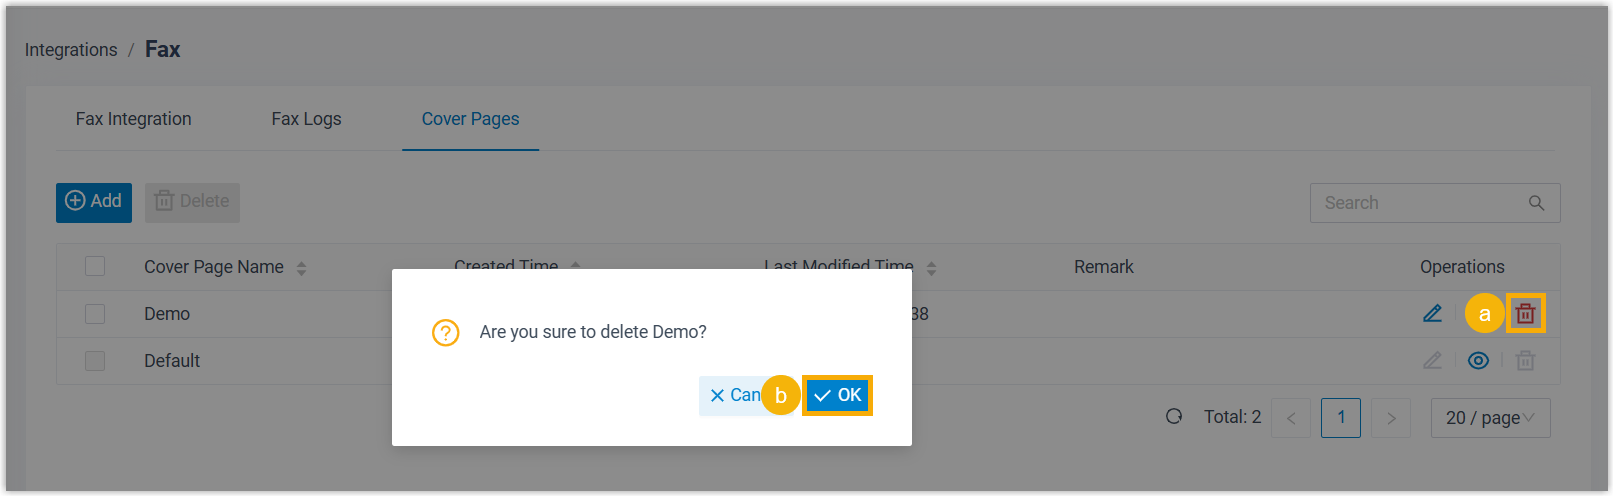 Integrations / Fax
Fax Integration Fax Logs Cover Pages
Add Delete Search
Cover Page Name Created Time Last Modified Time Remark Operations
Demo 38 a
Are you sure to delete Demo?
Default
Can b OK
Total: 2 < 1 > 20 / page